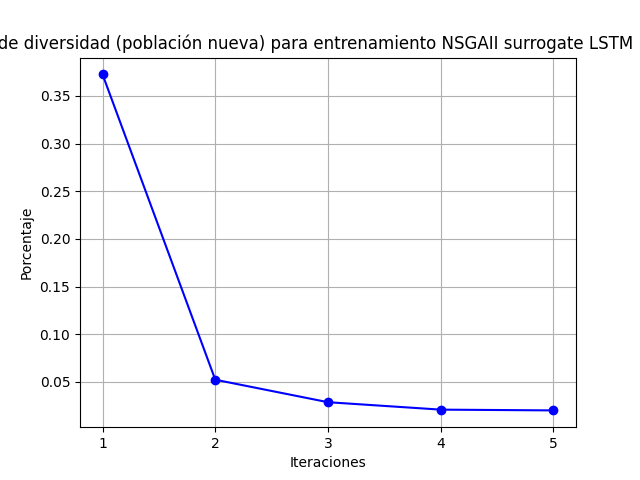 de diversidad (población nueva) para entrenamiento NSGAII surrogate LSTM
0.35
0.30
0.25
0.20
0.15
0.10
0.05
Porcentaje
1 2 3 4 5
Iteraciones